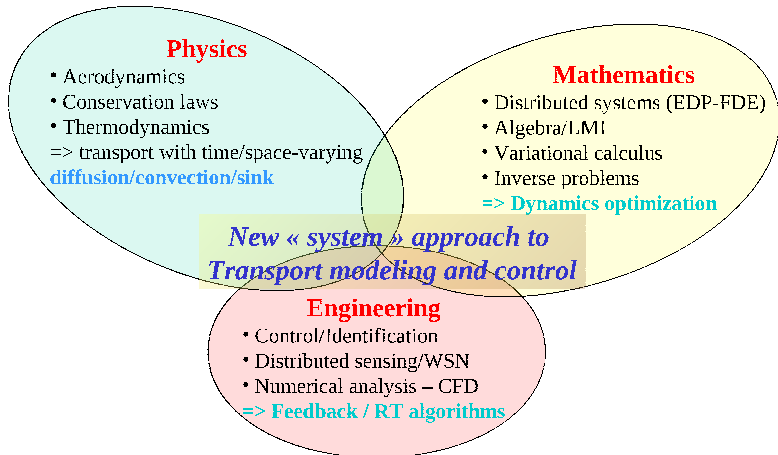 Physics
• Aerodynamics
• Conservation laws
• Thermodynamics
=> transport with time/space-varying
diffusion/convection/sink
Mathematics
• Distributed systems (EDP-FDE)
• Algebra/LMI
• Variational calculus
• Inverse problems
=> Dynamics optimization
New « system » approach to
Transport modeling and control
Engineering
• Control/Identification
• Distributed sensing/WSN
• Numerical analysis – CFD
=> Feedback / RT algorithms